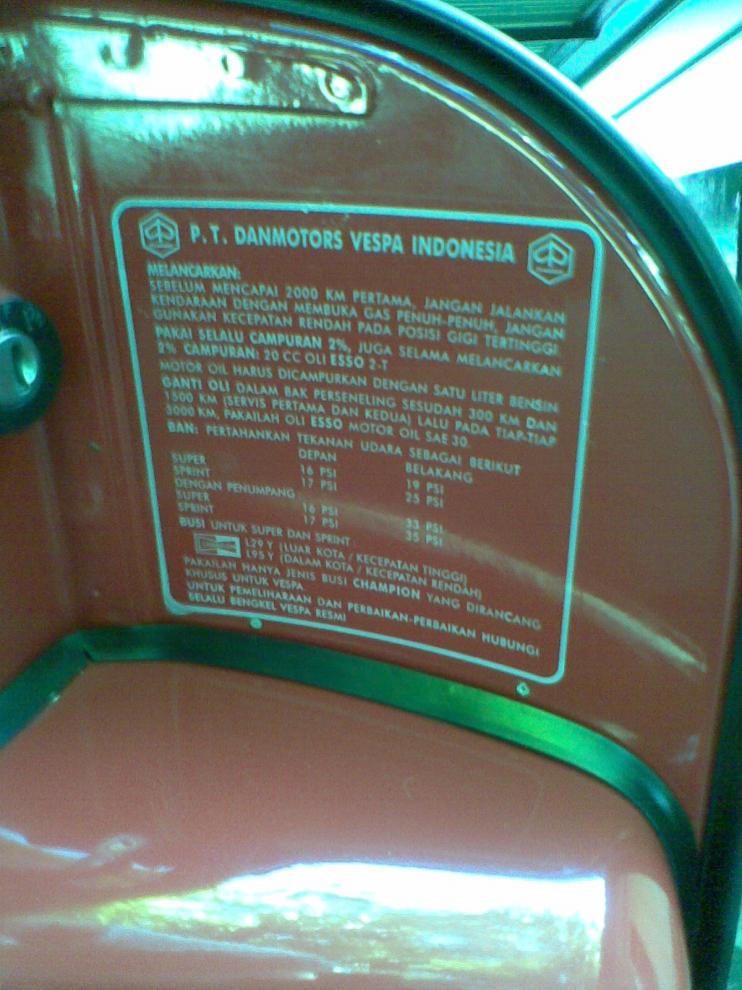 P.T. DANMOTORS VESPA INDONESIA
MELANCARKAN:
SEBELUM MENCAPAI 2000 KM PERTAMA, JANGAN JALANKAN
KENDARAAN DENGAN MEMBUKA GAS PENUH-PENUH, JANGAN
GUNAKAN KECEPATAN RENDAH PADA POSISI GIGI TERTINGGI.
PAKAI SELALU CAMPURAN 2%, JUGA SELAMA MELANCARKAN
2% CAMPURAN: 20 CC OLI ESSO 2-T
MOTOR OIL HARUS DICAMPURKAN DENGAN SATU LITER BENSIN
GANTI OLI DALAM BAK PERSENELING SESUDAH 300 KM DAN
1500 KM (SERVIS PERTAMA DAN KEDUA) LALU PADA TIAP-TIAP
3000 KM, PAKAILAH OLI ESSO MOTOR OIL SAE 30.
BAN: PERTAHANKAN TEKANAN UDARA SEBAGAI BERIKUT
DEPAN BELAKANG
SUPER 16 PSI 19 PSI
SPRINT 17 PSI 25 PSI
DENGAN PENUMPANG
SUPER 16 PSI 33 PSI
SPRINT 17 PSI 35 PSI
BUSI UNTUK SUPER DAN SPRINT
L29 Y (LUAR KOTA / KECEPATAN TINGGI)
L95 Y (DALAM KOTA / KECEPATAN RENDAH)
PAKAILAH HANYA JENIS BUSI CHAMPION YANG DIRANCANG
KHUSUS UNTUK VESPA.
UNTUK PEMELIHARAAN DAN PERBAIKAN-PERBAIKAN HUBUNGI
SELALU BENGKEL VESPA RESMI